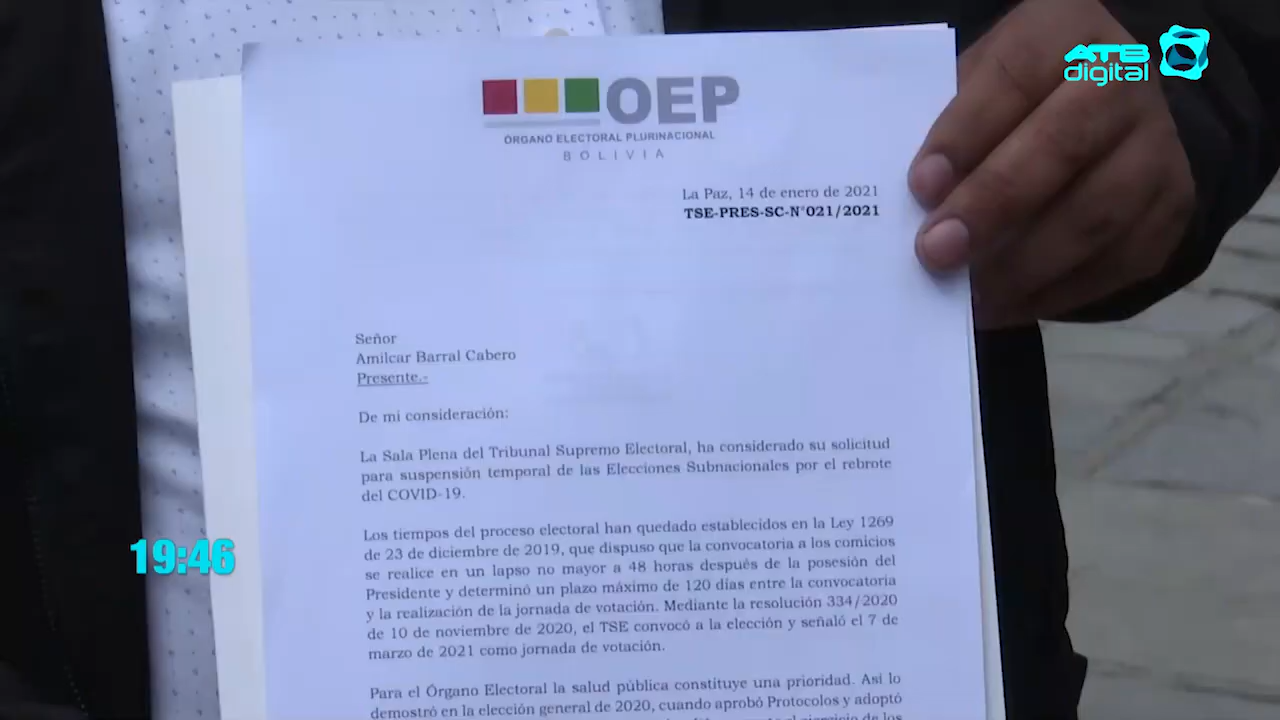 ATB
digital
OEP
ÓRGANO ELECTORAL PLURINACIONAL
BOLIVIA
La Paz, 14 de enero de 2021
TSE-PRES-SC-N°021/2021
Señor
Amilcar Barral Cabero
Presente.-
De mi consideración:
La Sala Plena del Tribunal Supremo Electoral, ha considerado su solicitud
para suspensión temporal de las Elecciones Subnacionales por el rebrote
del COVID-19.
Los tiempos del proceso electoral han quedado establecidos en la Ley 1269
de 23 de diciembre de 2019, que dispuso que la convocatoria a los comicios
se realice en un lapso no mayor a 48 horas después de la posesión del
Presidente y determinó un plazo máximo de 120 días entre la convocatoria
y la realización de la jornada de votación. Mediante la resolución 334/2020
de 10 de noviembre de 2020, el TSE convocó a la elección y señaló el 7 de
marzo de 2021 como jornada de votación.
Para el Órgano Electoral la salud pública constituye una prioridad. Así lo
demostró en la elección general de 2020, cuando aprobó Protocolos y adoptó
de los
19:46